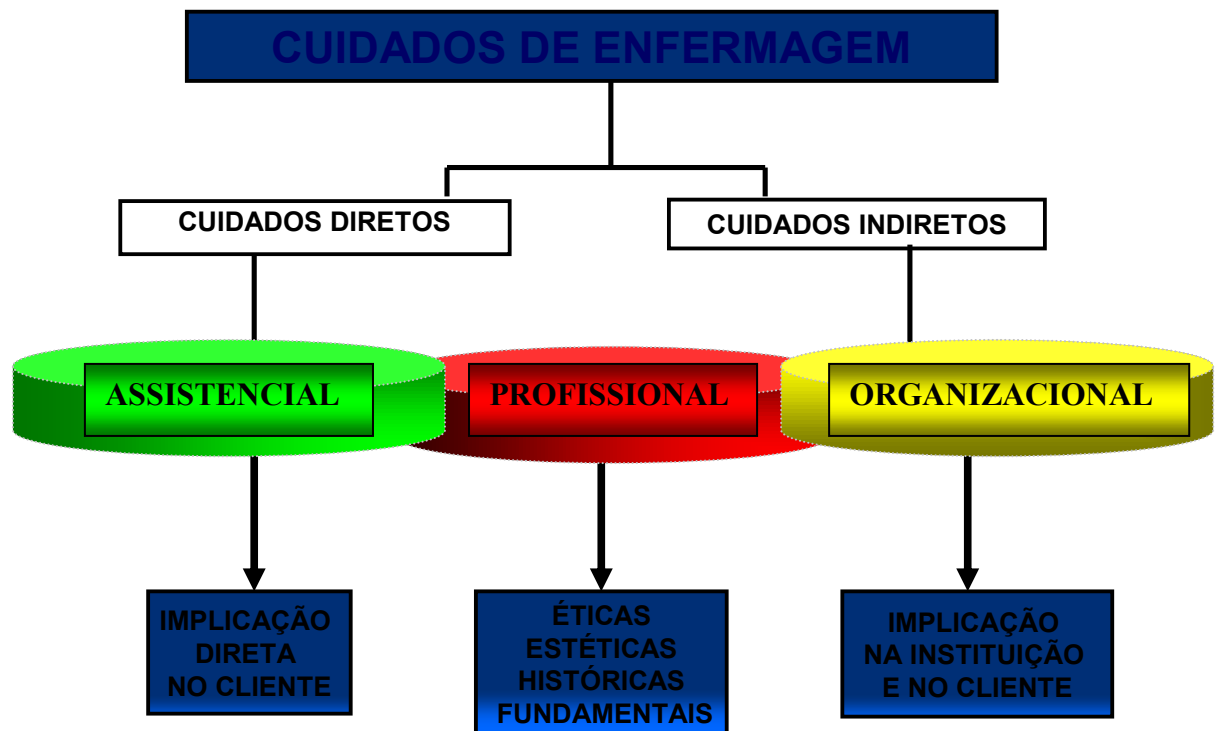 CUIDADOS DE ENFERMAGEM
CUIDADOS DIRETOS
CUIDADOS INDIRETOS
ASSISTENCIAL
PROFISSIONAL
ORGANIZACIONAL
IMPLICAÇÃO
DIRETA
NO CLIENTE
ÉTICAS
ESTÉTICAS
HISTÓRICAS
FUNDAMENTAIS
IMPLICAÇÃO
NA INSTITUIÇÃO
E NO CLIENTE